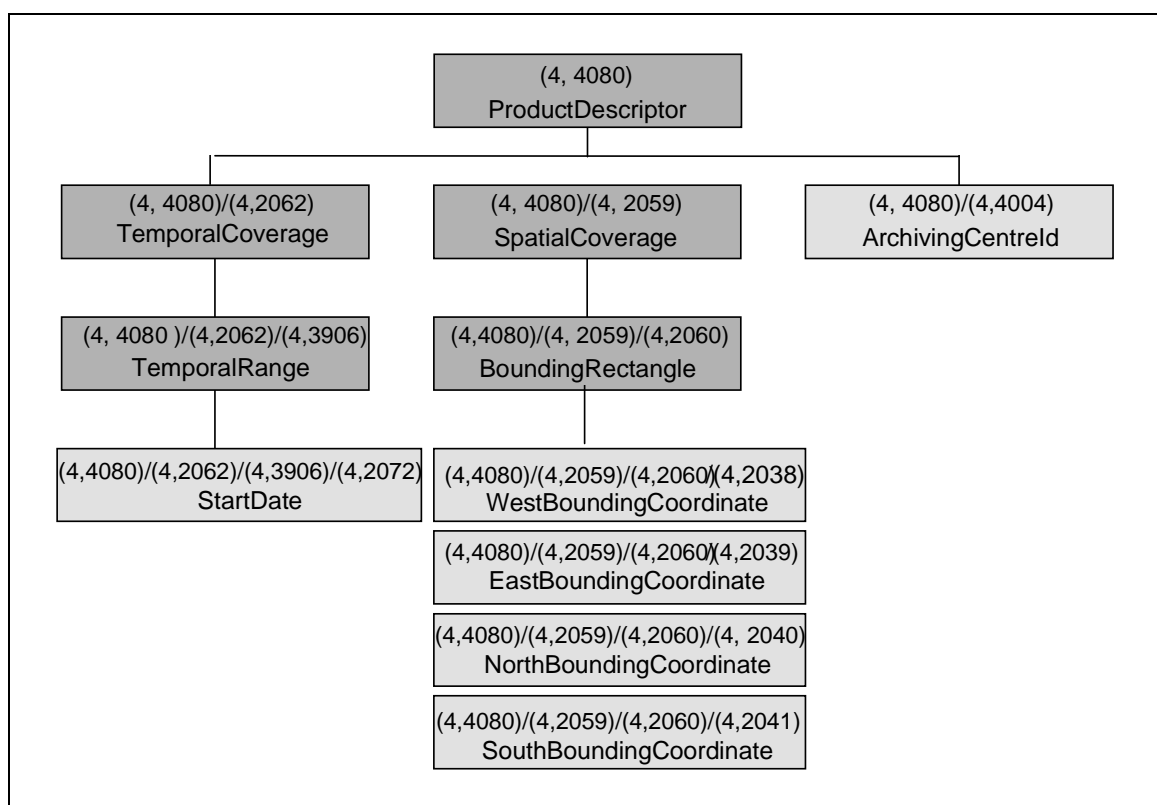 (4, 4080)
ProductDescriptor
(4, 4080)/(4,2062)
TemporalCoverage
(4, 4080)/(4, 2059)
SpatialCoverage
(4, 4080)/(4,4004)
ArchivingCentreId
(4, 4080 )/(4,2062)/(4,3906)
TemporalRange
(4,4080)/(4, 2059)/(4,2060)
BoundingRectangle
(4,4080)/(4,2062)/(4,3906)/(4,2072)
StartDate
(4,4080)/(4,2059)/(4,2060)/(4,2038)
WestBoundingCoordinate
(4,4080)/(4,2059)/(4,2060)/(4,2039)
EastBoundingCoordinate
(4,4080)/(4,2059)/(4,2060)/(4, 2040)
NorthBoundingCoordinate
(4,4080)/(4,2059)/(4,2060)/(4,2041)
SouthBoundingCoordinate